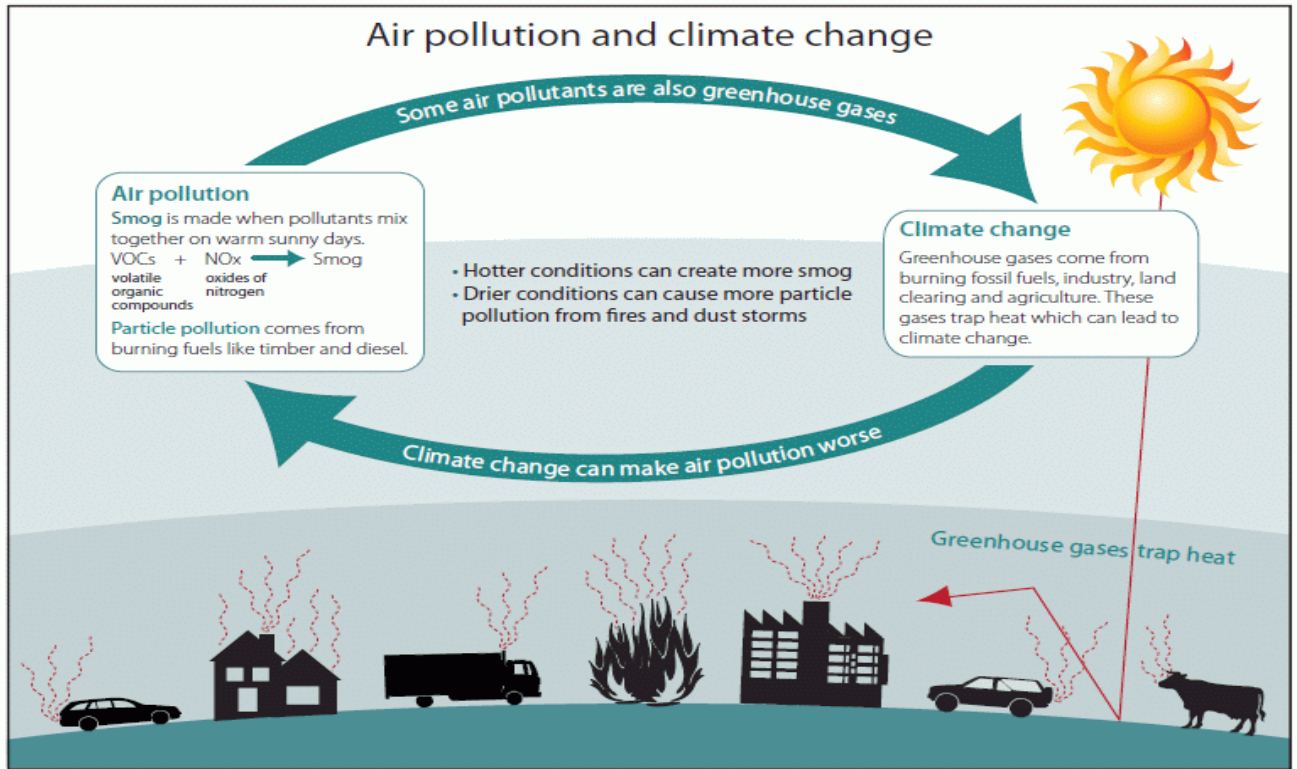 Air pollution and climate change
Some air pollutants are also greenhouse gases
Air pollution
Smog is made when pollutants mix
together on warm sunny days.
VOCs + NOx Smog
volatile organic compounds
oxides of nitrogen
Particle pollution comes from
burning fuels like timber and diesel.
• Hotter conditions can create more smog
• Drier conditions can cause more particle
pollution from fires and dust storms
Climate change
Greenhouse gases come from
burning fossil fuels, industry, land
clearing and agriculture. These
gases trap heat which can lead to
climate change.
Climate change can make air pollution worse
Greenhouse gases trap heat